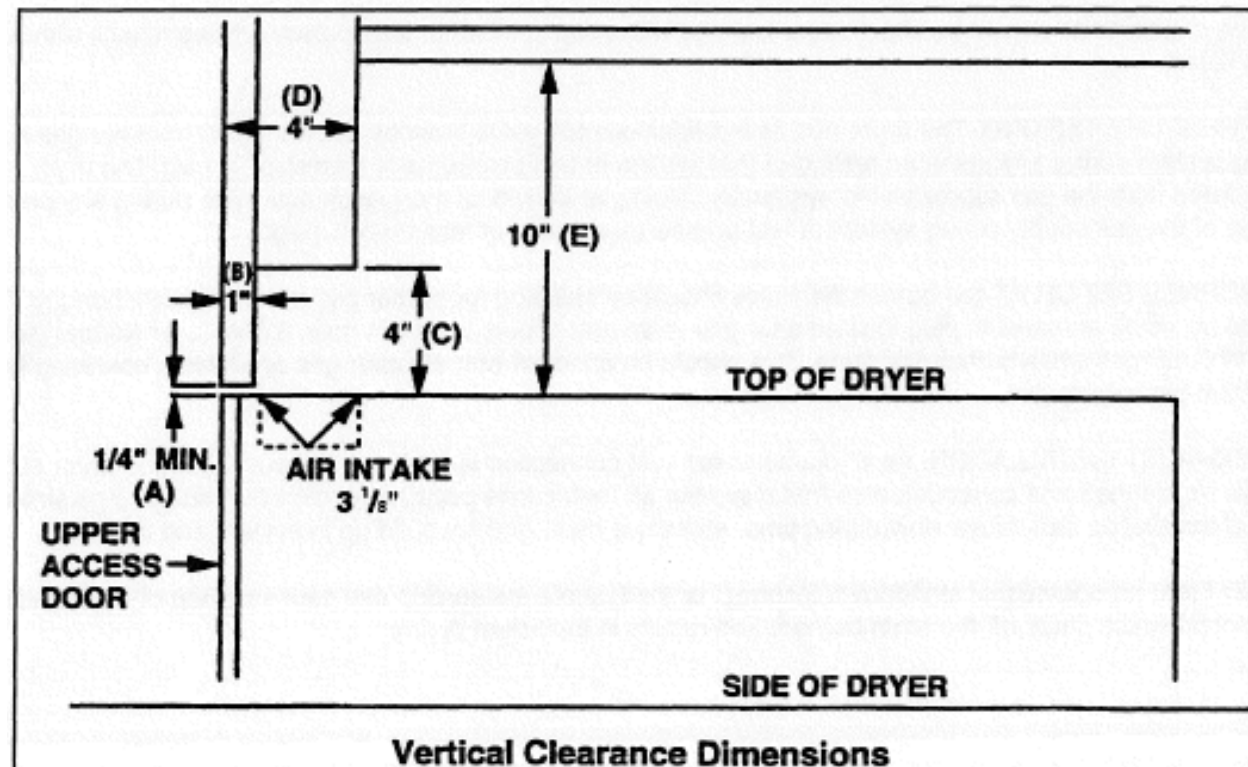 (D)
4"
10" (E)
(B)
1"
4" (C)
TOP OF DRYER
1/4" MIN.
(A)
AIR INTAKE
3 1/8"
UPPER
ACCESS
DOOR
SIDE OF DRYER
Vertical Clearance Dimensions